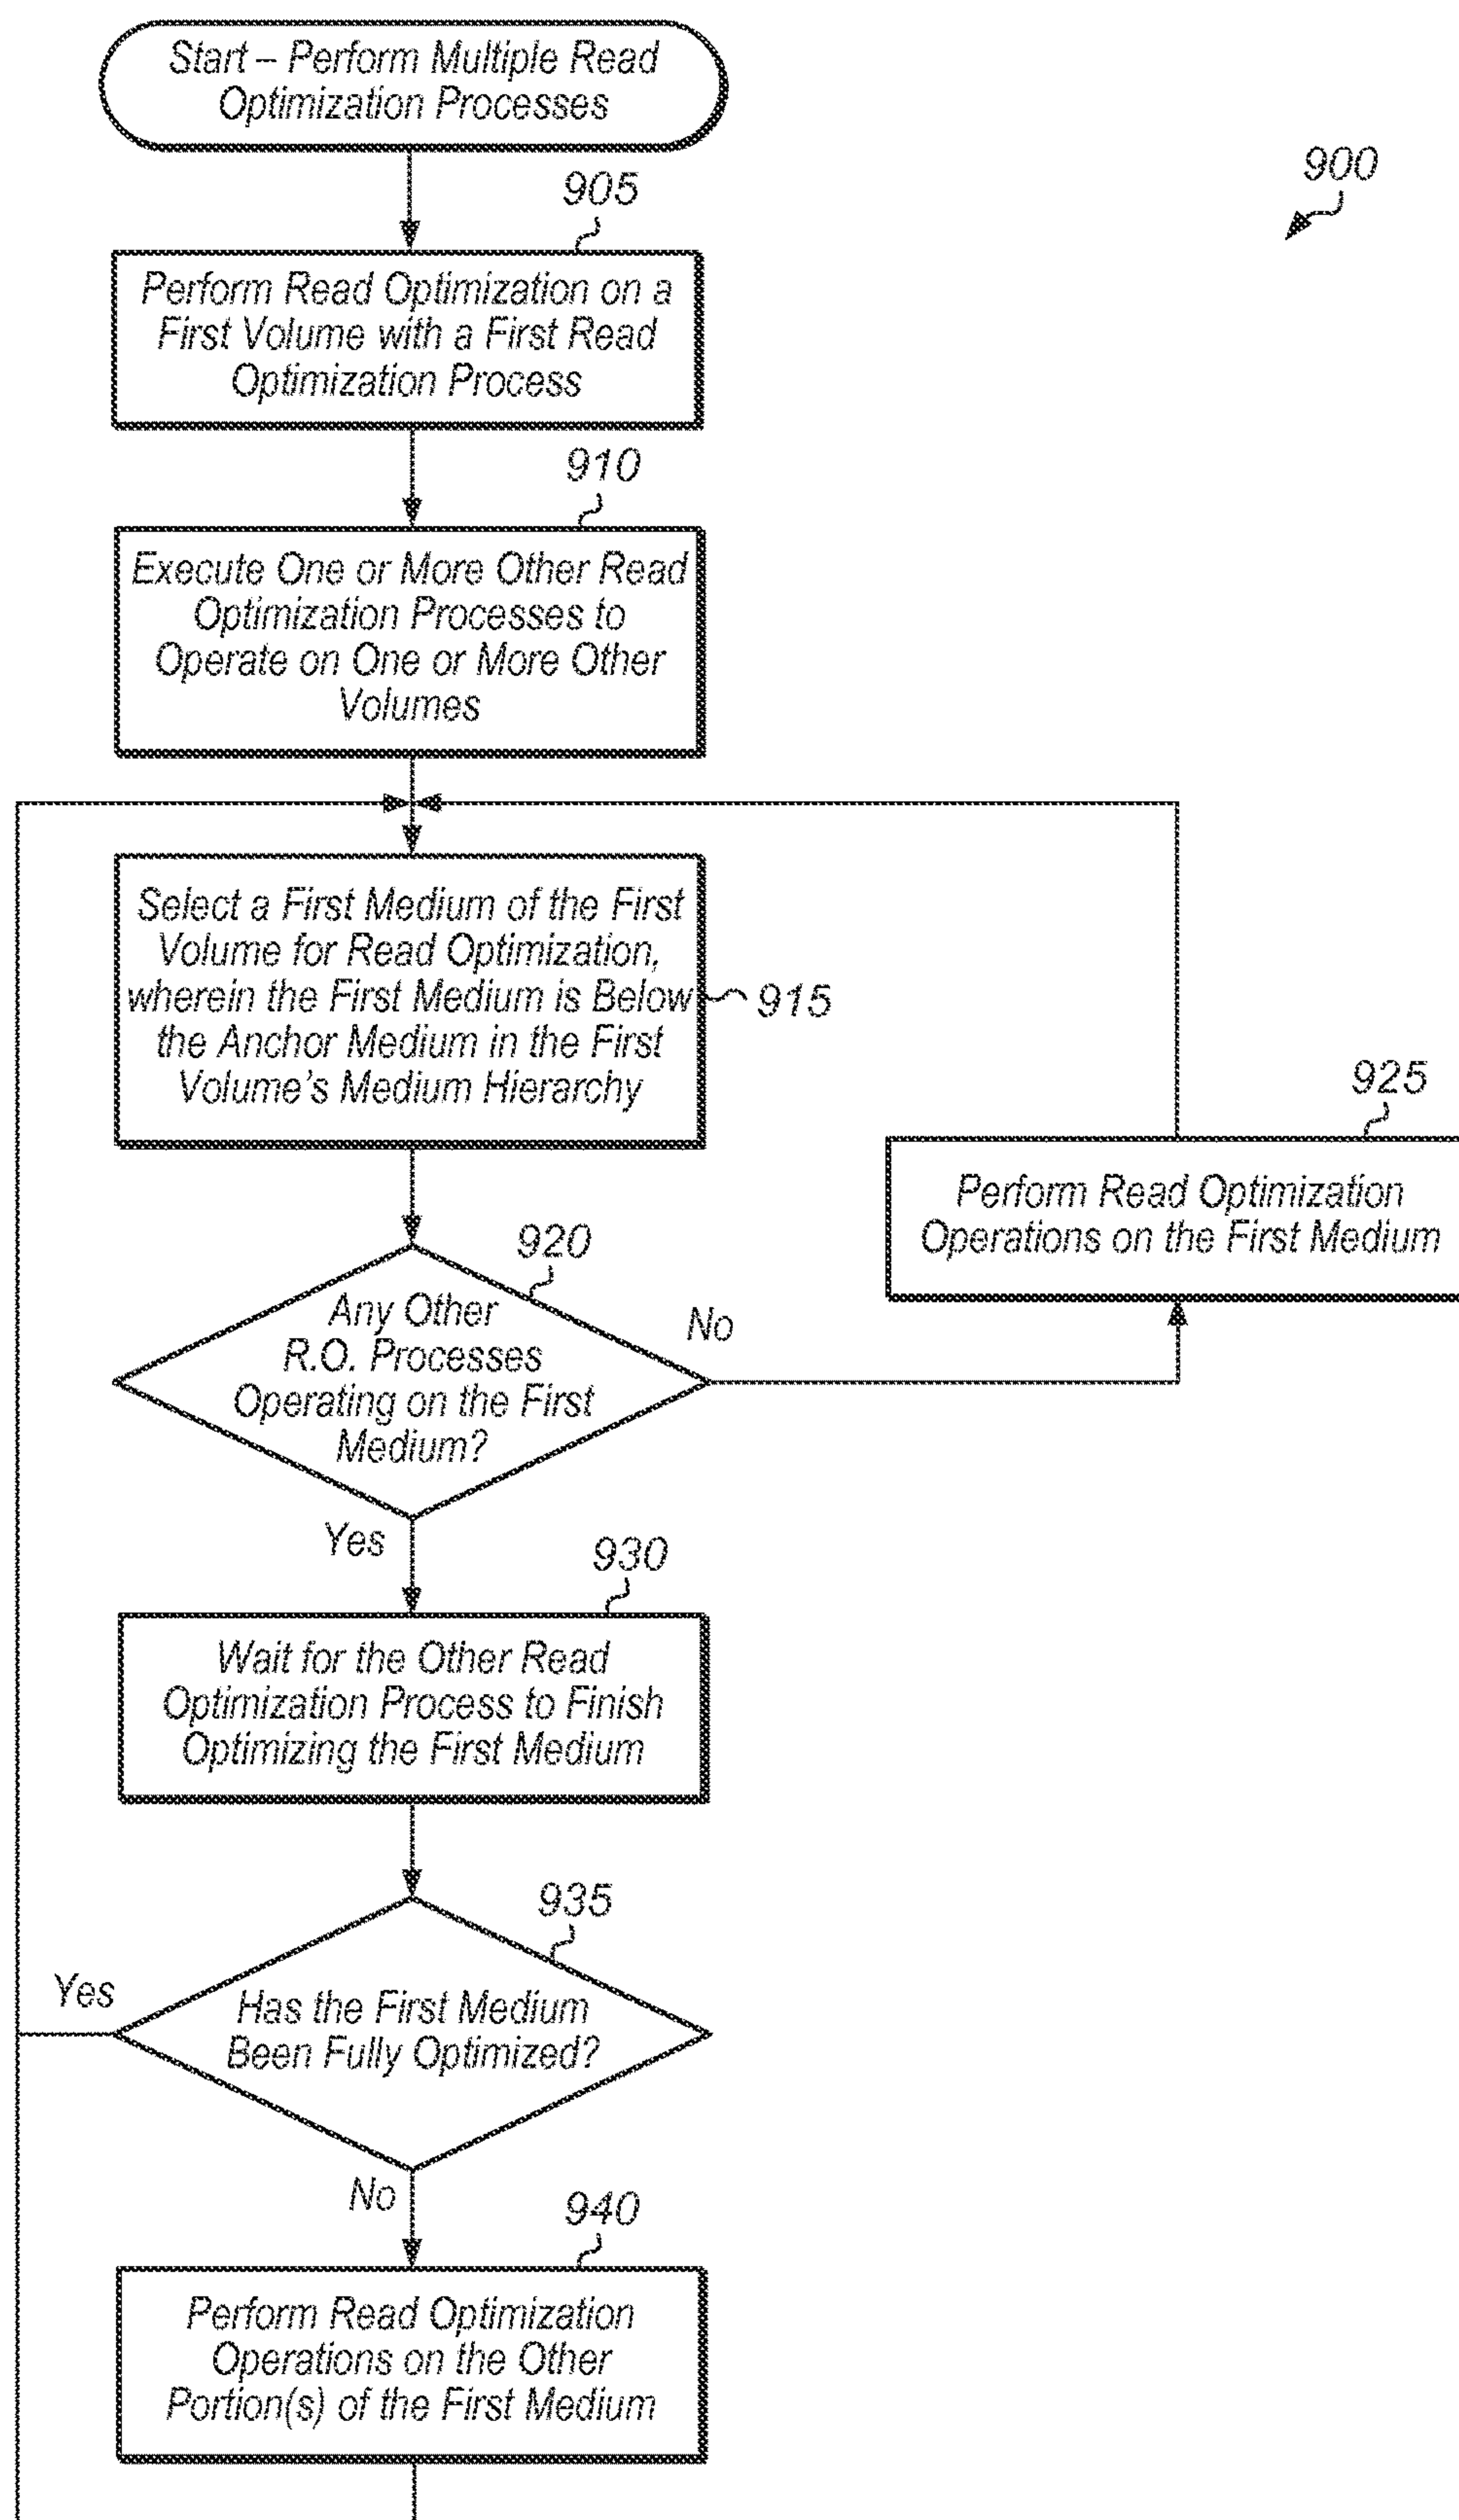 Start – Perform Multiple Read
Optimization Processes
900
905
Perform Read Optimization on a
First Volume with a First Read
Optimization Process
910
Execute One or More Other Read
Optimization Processes to
Operate on One or More Other
Volumes
Select a First Medium of the First
Volume for Read Optimization,
wherein the First Medium is Below
the Anchor Medium in the First
Volume's Medium Hierarchy
915
925
Perform Read Optimization
Operations on the First Medium
920
Any Other
R.O. Processes
Operating on the First
Medium?
No
Yes
930
Wait for the Other Read
Optimization Process to Finish
Optimizing the First Medium
935
Has the First Medium
Been Fully Optimized?
Yes
No
940
Perform Read Optimization
Operations on the Other
Portion(s) of the First Medium